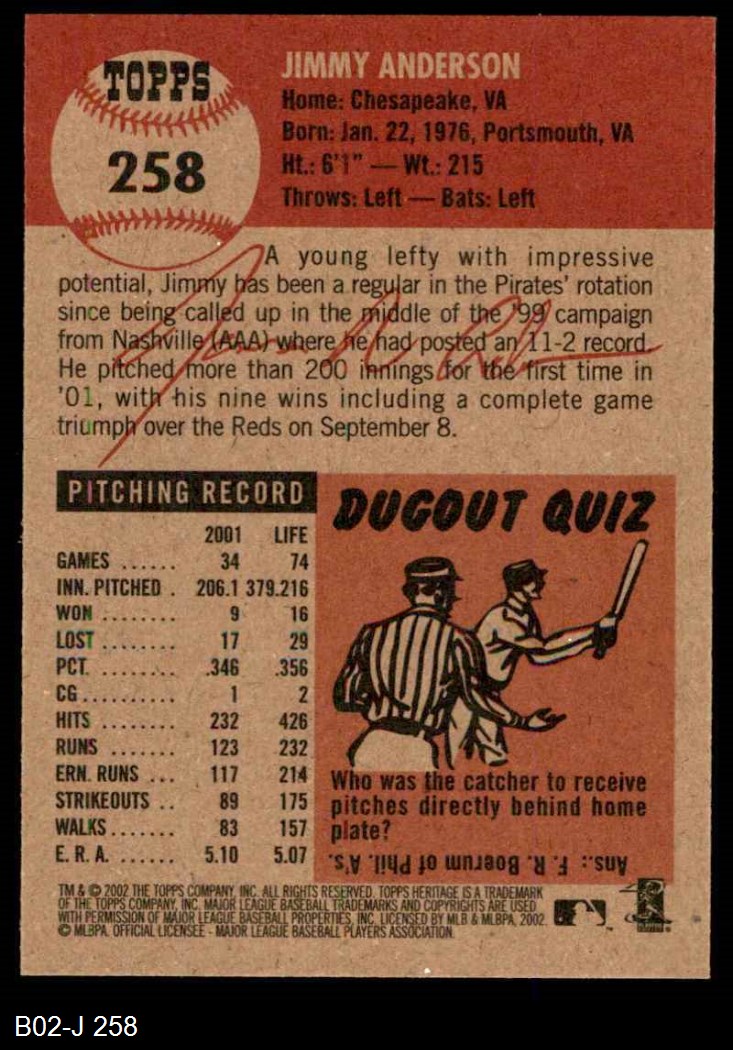 TOPPS
258
JIMMY ANDERSON
Home: Chesapeake, VA
Born: Jan. 22, 1976, Portsmouth, VA
Ht.: 6'1" — Wt.: 215
Throws: Left — Bats: Left
A young lefty with impressive
potential, Jimmy has been a regular in the Pirates' rotation
since being called up in the middle of the '99 campaign
from Nashville (AAA) where he had posted an 11-2 record.
He pitched more than 200 innings for the first time in
'01, with his nine wins including a complete game
triumph over the Reds on September 8.
PITCHING RECORD
2001 LIFE
GAMES ...... 34 74
INN. PITCHED . 206.1 379.216
WON ........ 9 16
LOST ........ 17 29
PCT. ........ .346 .356
CG .......... 1 2
HITS ........ 232 426
RUNS ....... 123 232
ERN. RUNS ... 117 214
STRIKEOUTS .. 89 175
WALKS ....... 83 157
E. R. A. ...... 5.10 5.07
DUGOUT QUIZ
Who was the catcher to receive
pitches directly behind home
plate?
Ans.: F. R. Boerum of Phil. A's.
TM & © 2002 THE TOPPS COMPANY, INC. ALL RIGHTS RESERVED. TOPPS HERITAGE IS A TRADEMARK
OF THE TOPPS COMPANY, INC. MAJOR LEAGUE BASEBALL TRADEMARKS AND COPYRIGHTS ARE USED
WITH PERMISSION OF MAJOR LEAGUE BASEBALL PROPERTIES, INC. LICENSED BY MLB & MLBPA, 2002.
© MLBPA. OFFICIAL LICENSEE - MAJOR LEAGUE BASEBALL PLAYERS ASSOCIATION.
B02-J 258